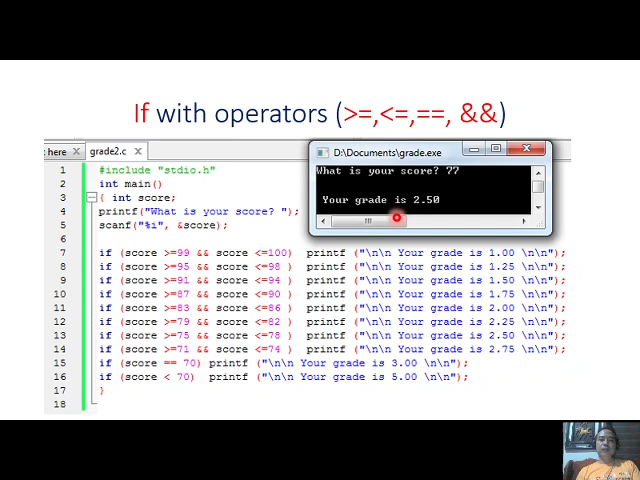 If with operators (>=,<=,==, &&)
here X grade2.c X
D:\Documents\grade.exe
What is your score? 77
Your grade is 2.50
1 #include "stdio.h"
2 int main()
3 { int score;
4 printf("What is your score? ");
5 scanf("%i", &score);
6
7 if (score >=99 && score <=100) printf ("\n\n Your grade is 1.00 \n\n");
8 if (score >=95 && score <=98 ) printf ("\n\n Your grade is 1.25 \n\n");
9 if (score >=91 && score <=94 ) printf ("\n\n Your grade is 1.50 \n\n");
10 if (score >=87 && score <=90 ) printf ("\n\n Your grade is 1.75 \n\n");
11 if (score >=83 && score <=86 ) printf ("\n\n Your grade is 2.00 \n\n");
12 if (score >=79 && score <=82 ) printf ("\n\n Your grade is 2.25 \n\n");
13 if (score >=75 && score <=78 ) printf ("\n\n Your grade is 2.50 \n\n");
14 if (score >=71 && score <=74 ) printf ("\n\n Your grade is 2.75 \n\n");
15 if (score == 70) printf ("\n\n Your grade is 3.00 \n\n");
16 if (score < 70) printf ("\n\n Your grade is 5.00 \n\n");
17 }
18